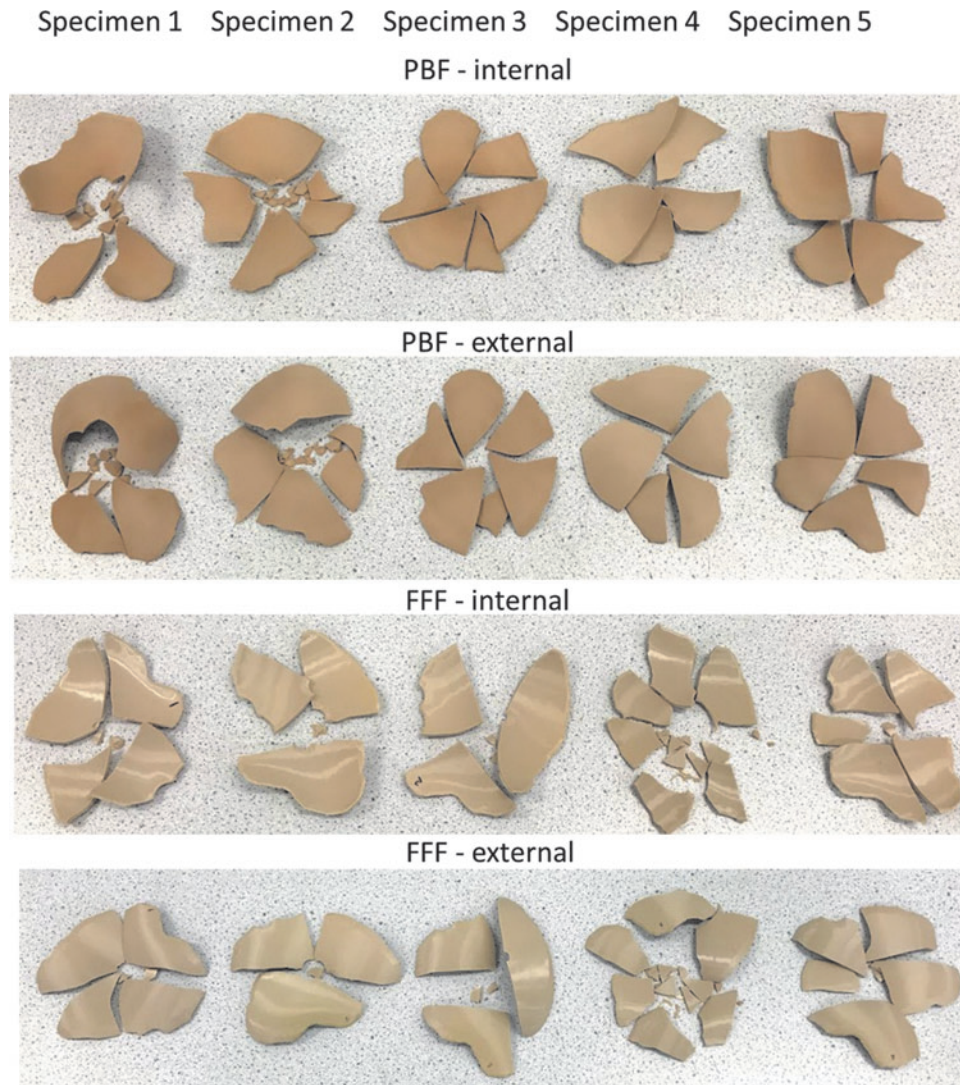 Specimen 1 Specimen 2 Specimen 3 Specimen 4 Specimen 5
PBF - internal
PBF - external
FFF - internal
FFF - external